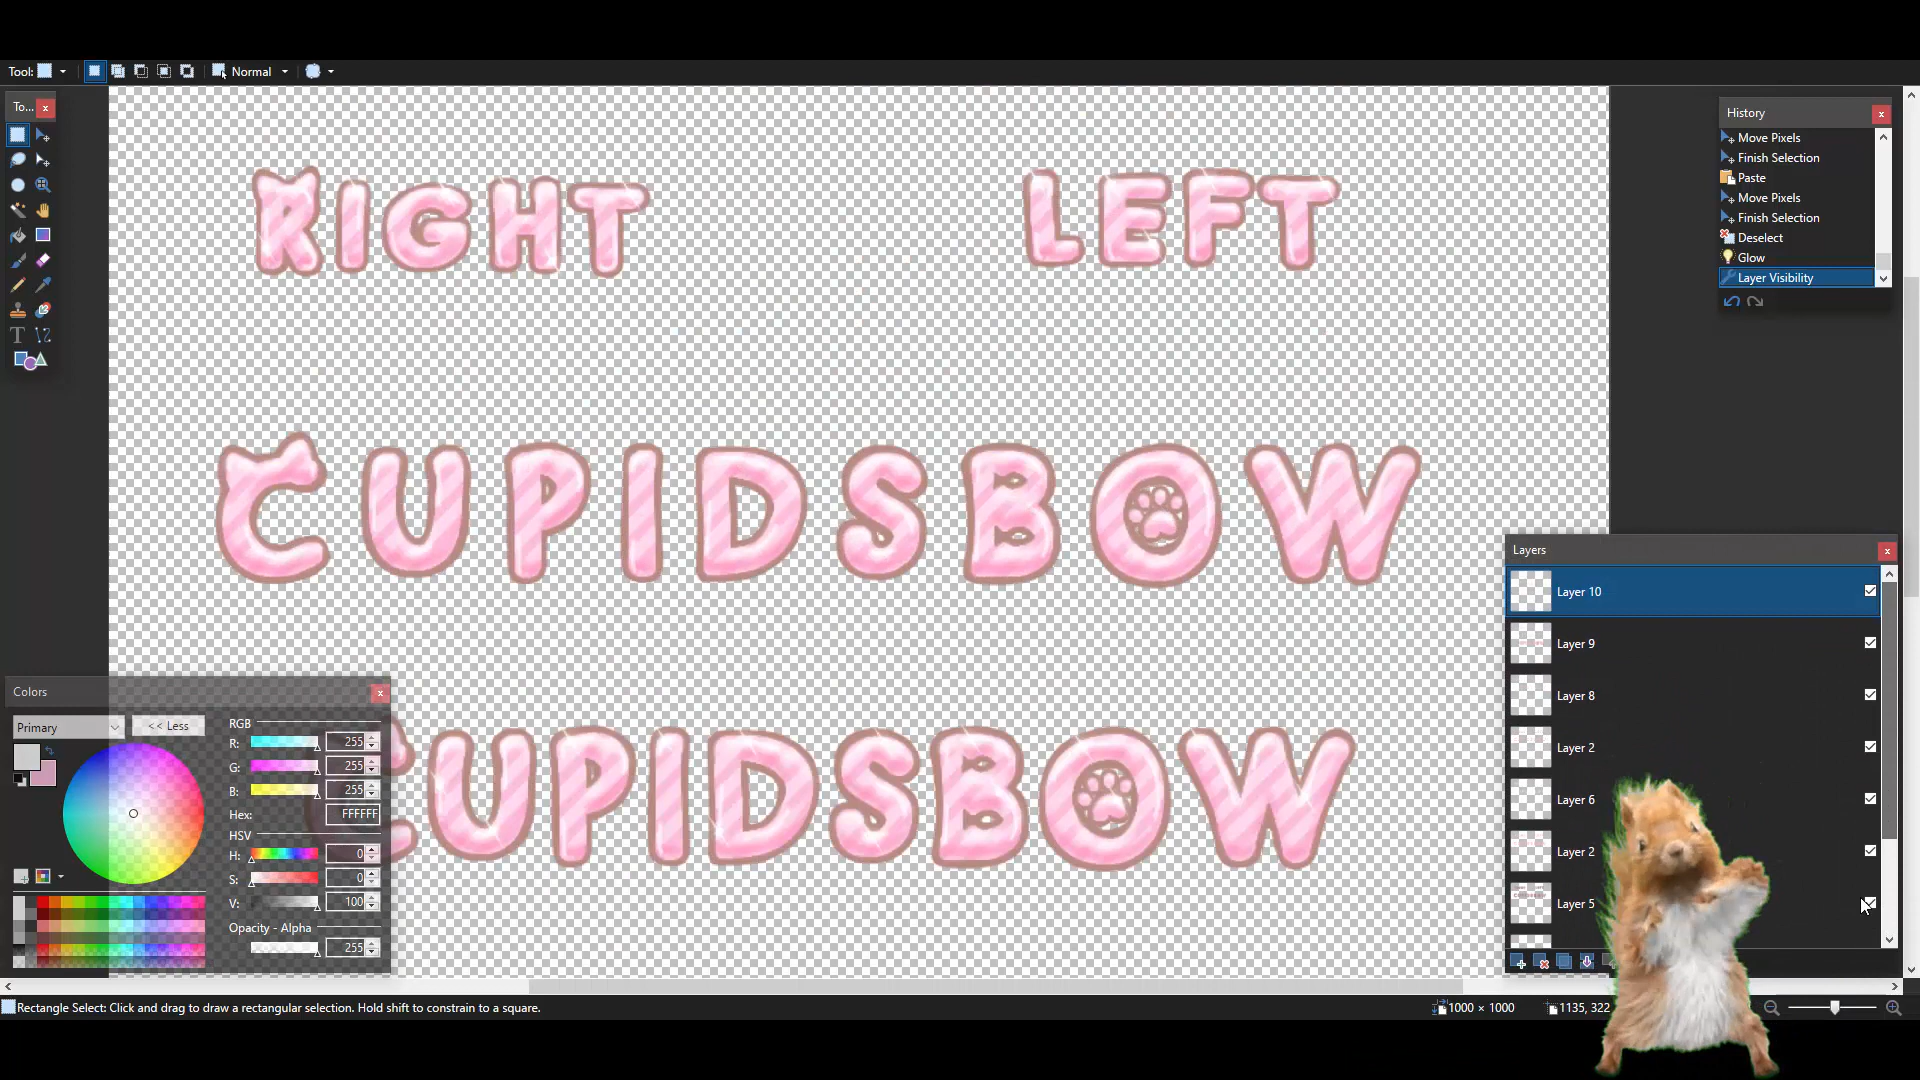 Tool:
Normal
To...
RIGHT
LEFT
CUPIDSBOW
CUPIDSBOW
History
Move Pixels
Finish Selection
Paste
Move Pixels
Finish Selection
Deselect
Glow
Layer Visibility
Layers
Layer 10
Layer 9
Layer 8
Layer 2
Layer 6
Layer 2
Layer 5
Colors
Primary
<< Less
RGB
R: 255
G: 255
B: 255
Hex: FFFFFF
HSV
H: 0
S: 0
V: 100
Opacity - Alpha
255
Rectangle Select: Click and drag to draw a rectangular selection. Hold shift to constrain to a square.
1000 × 1000
1135, 322